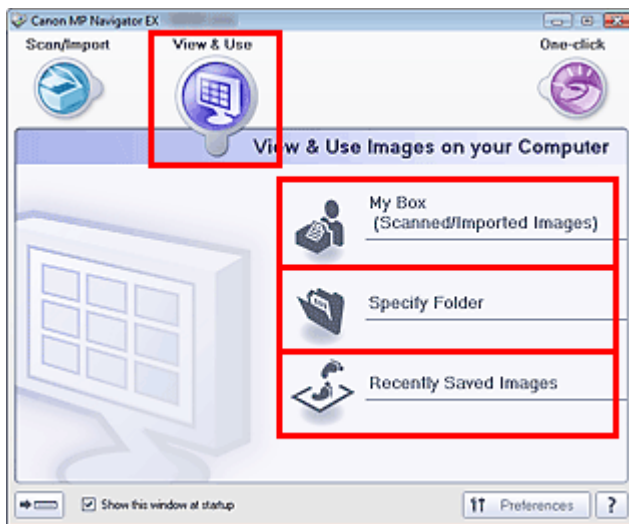 Canon MP Navigator EX
Scan/Import
View & Use
One-click
View & Use Images on your Computer
My Box
(Scanned/Imported Images)
Specify Folder
Recently Saved Images
Show this window at startup
Preferences
?